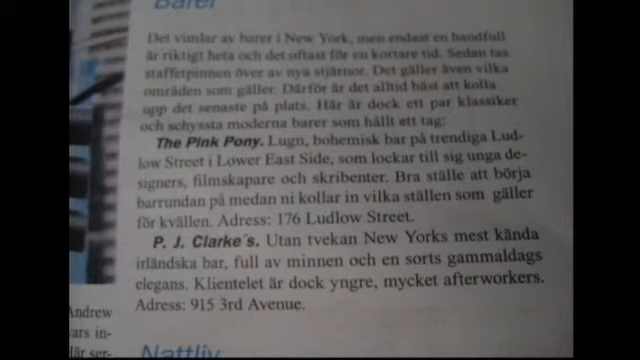 Barer
Det vimlar av barer i New York, men endast en handfull
är riktigt heta och det oftast för en kortare tid. Sedan tas
staffetpinnen över av nya stjärnor. Det gäller även vilka
områden som gäller. Därför är det alltid bäst att kolla
upp det senaste på plats. Här är dock ett par klassiker
och schyssta moderna barer som hållt ett tag:
The Pink Pony. Lugn, bohemisk bar på trendiga Lud-
low Street i Lower East Side, som lockar till sig unga de-
signers, filmskapare och skribenter. Bra ställe att börja
barrundan på medan ni kollar in vilka ställen som gäller
för kvällen. Adress: 176 Ludlow Street.
P. J. Clarke´s. Utan tvekan New Yorks mest kända
irländska bar, full av minnen och en sorts gammaldags
elegans. Klientelet är dock yngre, mycket afterworkers.
Adress: 915 3rd Avenue.
Andrew
ars in-
där ser-
Nattliv